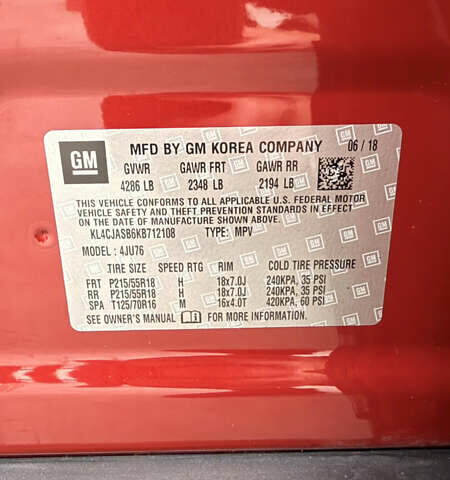 GM
MFD BY GM KOREA COMPANY 06 / 18
GVWR GAWR FRT GAWR RR
4286 LB 2348 LB 2194 LB
THIS VEHICLE CONFORMS TO ALL APPLICABLE U.S. FEDERAL MOTOR
VEHICLE SAFETY, BUMPER, AND THEFT PREVENTION STANDARDS IN
EFFECT ON THE DATE OF MANUFACTURE SHOWN ABOVE.
KL4CJASB6KB712108 TYPE: MPV
MODEL : 4JU76
TIRE SIZE SPEED RTG RIM COLD TIRE PRESSURE
FRT P215/55R18 H 18x7.0J 240KPA, 35 PSI
RR P215/55R18 H 18x7.0J 240KPA, 35 PSI
SPA T125/70R16 M 16x4.0T 420KPA, 60 PSI
SEE OWNER'S MANUAL FOR MORE INFORMATION.